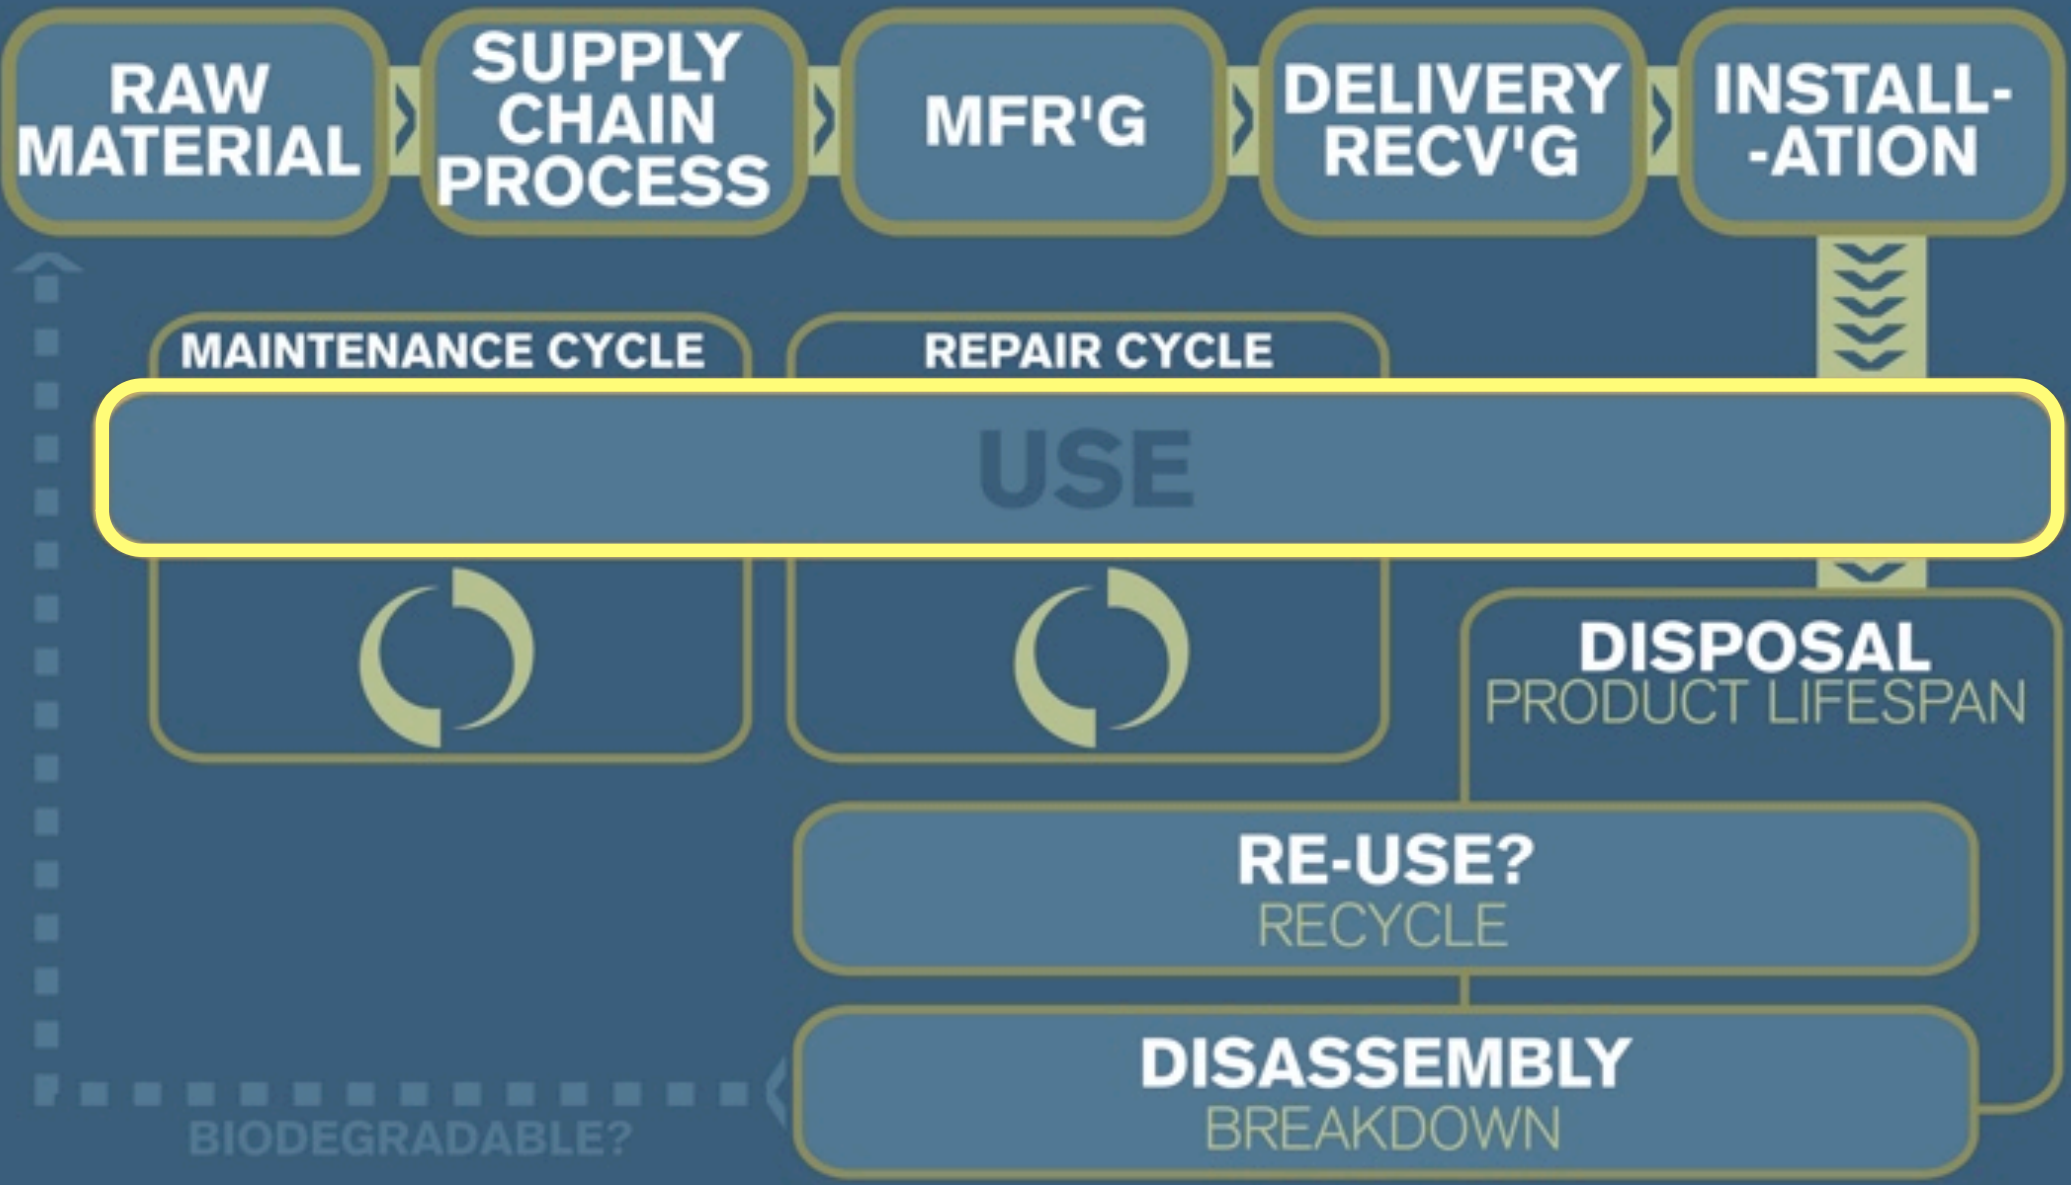 RAW
MATERIAL
SUPPLY
CHAIN
PROCESS
MFR'G
DELIVERY
RECV'G
INSTALL-
-ATION
MAINTENANCE CYCLE
REPAIR CYCLE
USE
DISPOSAL
PRODUCT LIFESPAN
RE-USE?
RECYCLE
DISASSEMBLY
BREAKDOWN
BIODEGRADABLE?